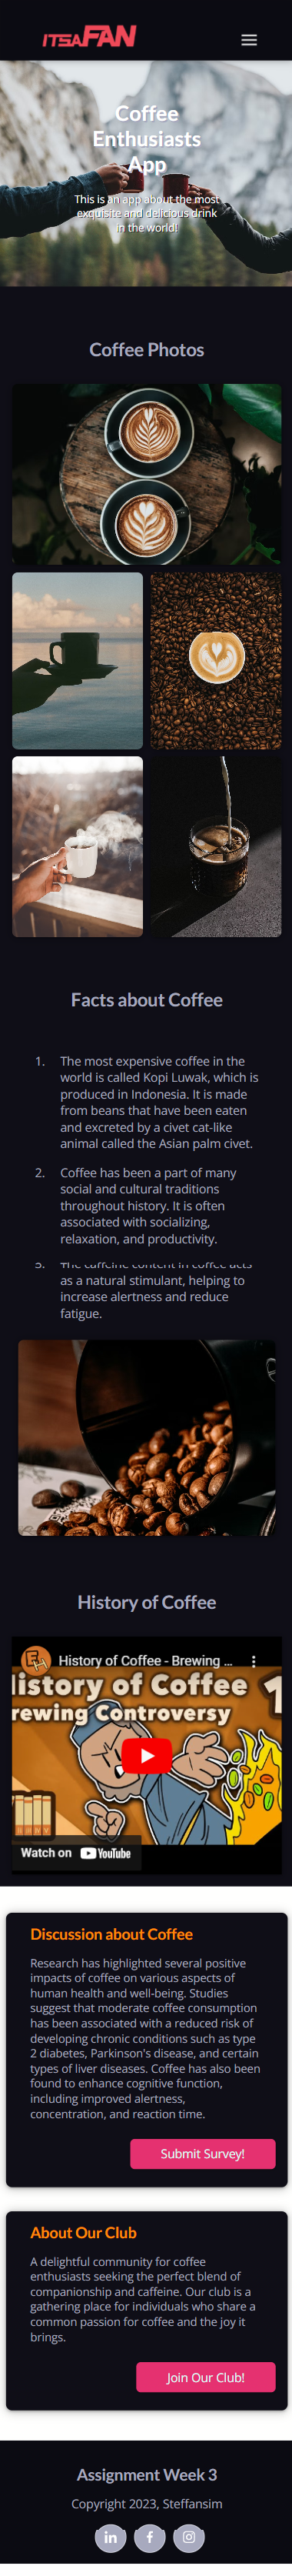 ITSAFAN
Coffee
Enthusiasts
App
This is an app about the most
exquisite and delicious drink
in the world!
Coffee Photos
Facts about Coffee
1. The most expensive coffee in the
world is called Kopi Luwak, which is
produced in Indonesia. It is made
from beans that have been eaten
and excreted by a civet cat-like
animal called the Asian palm civet.
2. Coffee has been a part of many
social and cultural traditions
throughout history. It is often
associated with socializing,
relaxation, and productivity.
3. The caffeine content in coffee acts
as a natural stimulant, helping to
increase alertness and reduce
fatigue.
History of Coffee
EH History of Coffee - Brewing ...
History of Coffee 1
rewing Controversy
Watch on YouTube
Discussion about Coffee
Research has highlighted several positive
impacts of coffee on various aspects of
human health and well-being. Studies
suggest that moderate coffee consumption
has been associated with a reduced risk of
developing chronic conditions such as type
2 diabetes, Parkinson's disease, and certain
types of liver diseases. Coffee has also been
found to enhance cognitive function,
including improved alertness,
concentration, and reaction time.
Submit Survey!
About Our Club
A delightful community for coffee
enthusiasts seeking the perfect blend of
companionship and caffeine. Our club is a
gathering place for individuals who share a
common passion for coffee and the joy it
brings.
Join Our Club!
Assignment Week 3
Copyright 2023, Steffansim
in f